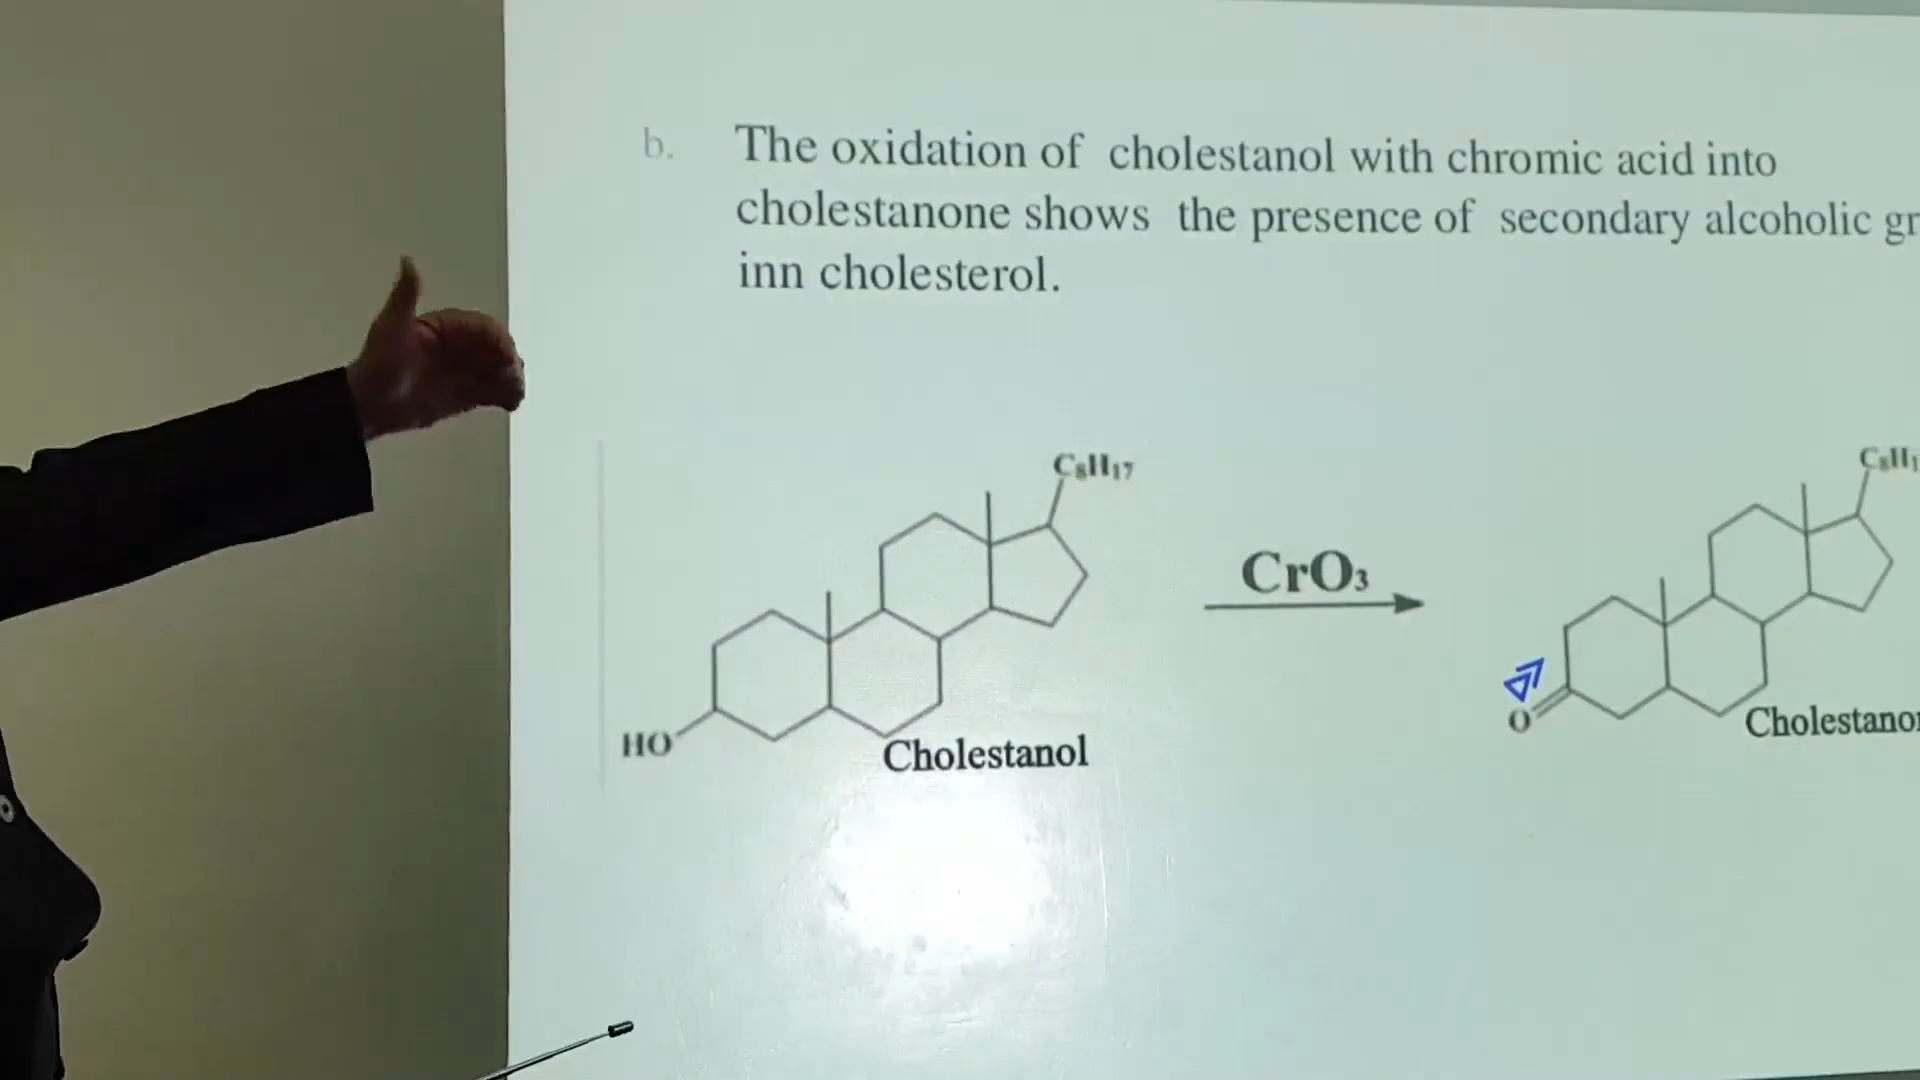 b. The oxidation of cholestanol with chromic acid into
cholestanone shows the presence of secondary alcoholic gr
inn cholesterol.
C₈H₁₇
C₈H₁
CrO₃
HO
O
Cholestanol
Cholestanon